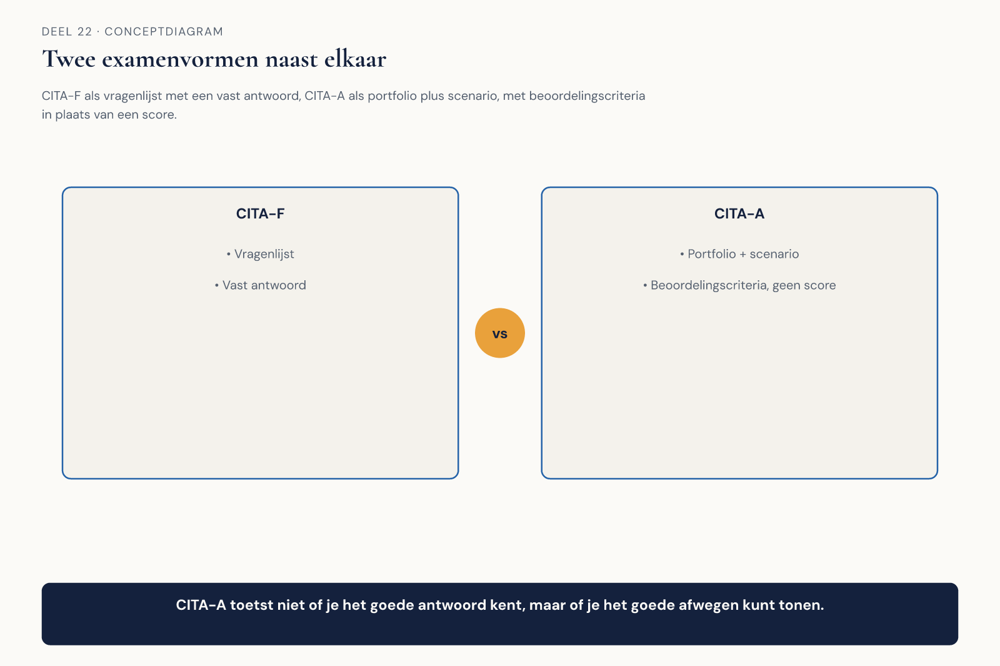 DEEL 22 · CONCEPTDIAGRAM
Twee examenvormen naast elkaar
CITA-F als vragenlijst met een vast antwoord, CITA-A als portfolio plus scenario, met beoordelingscriteria
in plaats van een score.
CITA-F
• Vragenlijst
• Vast antwoord
vs
CITA-A
• Portfolio + scenario
• Beoordelingscriteria, geen score
CITA-A toetst niet of je het goede antwoord kent, maar of je het goede afwegen kunt tonen.